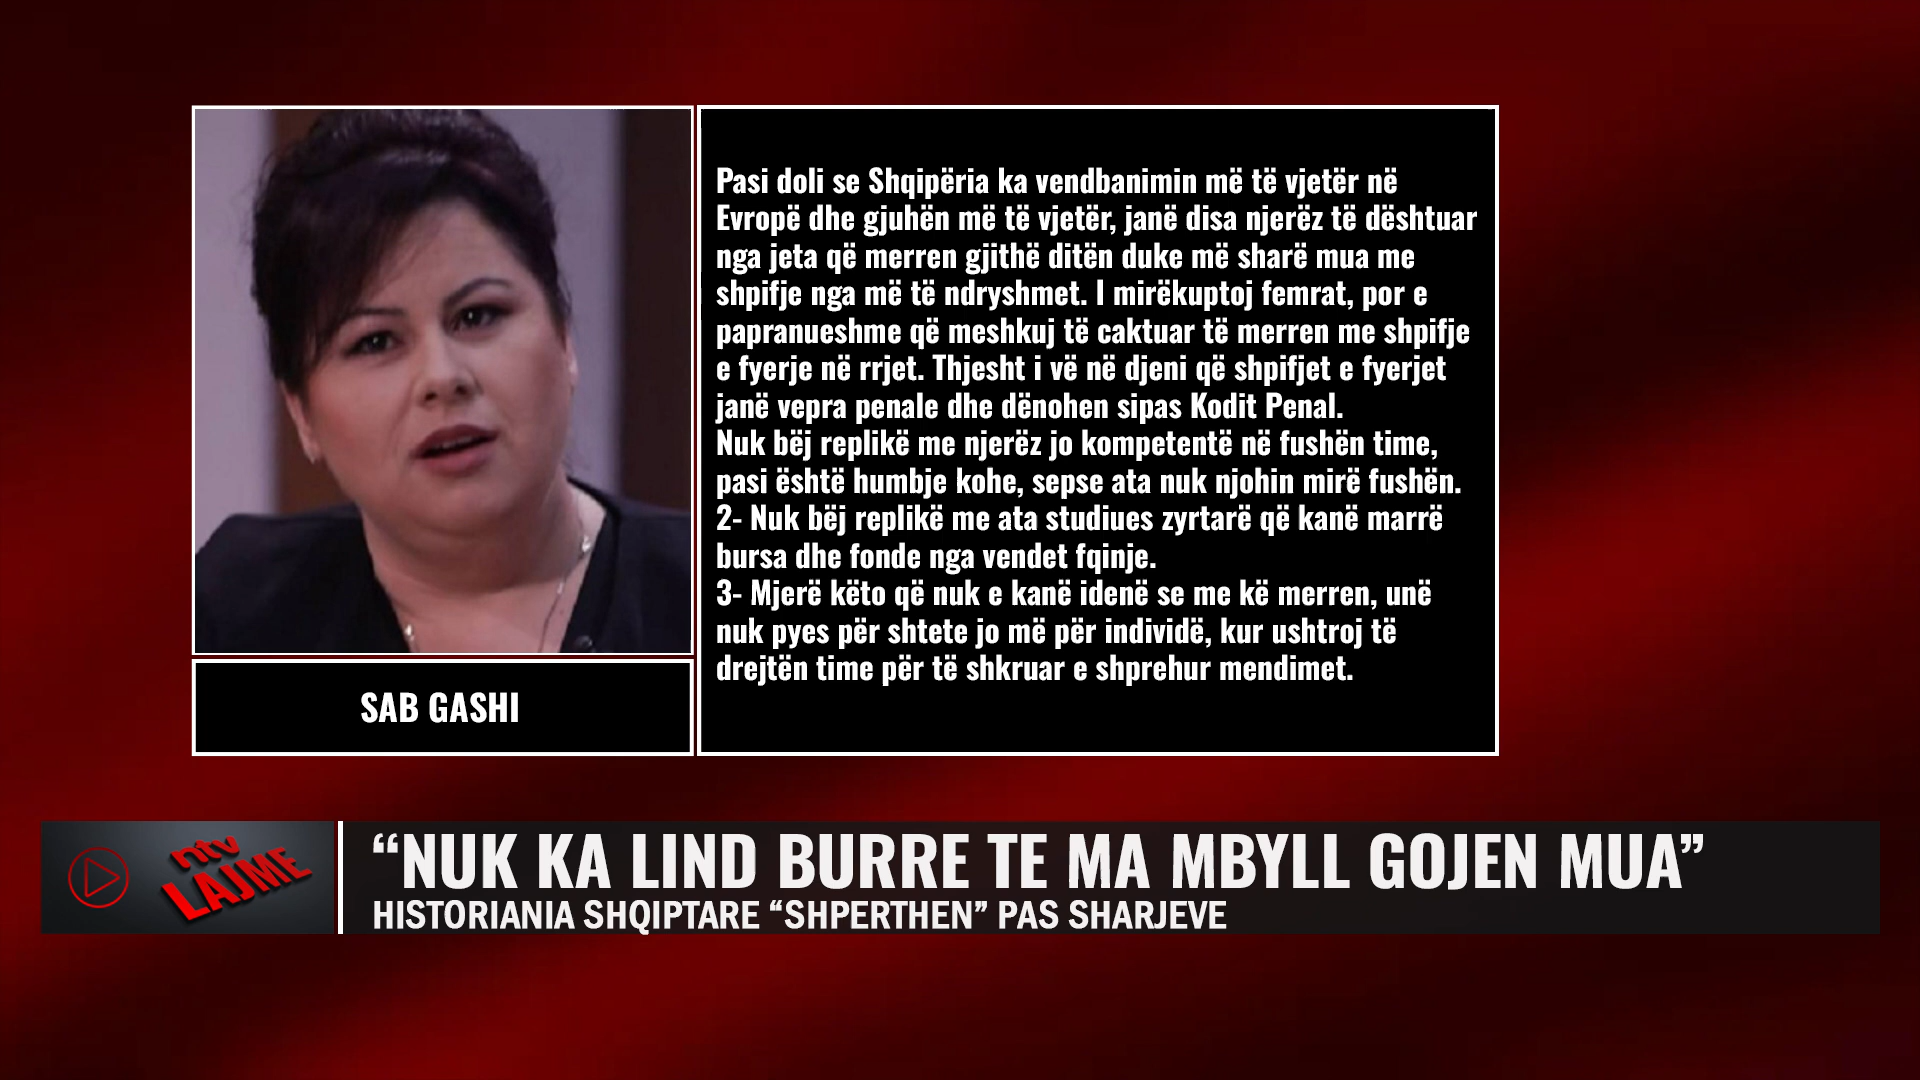 Pasi doli se Shqipëria ka vendbanimin më të vjetër në
Evropë dhe gjuhën më të vjetër, janë disa njerëz të dështuar
nga jeta që merren gjithë ditën duke më sharë mua me
shpifje nga më të ndryshmet. I mirëkuptoj femrat, por e
papranueshme që meshkuj të caktuar të merren me shpifje
e fyerje në rrjet. Thjesht i vë në djeni që shpifjet e fyerjet
janë vepra penale dhe dënohen sipas Kodit Penal.
Nuk bëj replikë me njerëz jo kompetentë në fushën time,
pasi është humbje kohe, sepse ata nuk njohin mirë fushën.
2- Nuk bëj replikë me ata studiues zyrtarë që kanë marrë
bursa dhe fonde nga vendet fqinje.
3- Mjerë këto që nuk e kanë idenë se me kë merren, unë
nuk pyes për shtete jo më për individë, kur ushtroj të
drejtën time për të shkruar e shprehur mendimet.
SAB GASHI
ntv
LAJME
“NUK KA LIND BURRE TE MA MBYLL GOJEN MUA”
HISTORIANIA SHQIPTARE “SHPERTHEN” PAS SHARJEVE